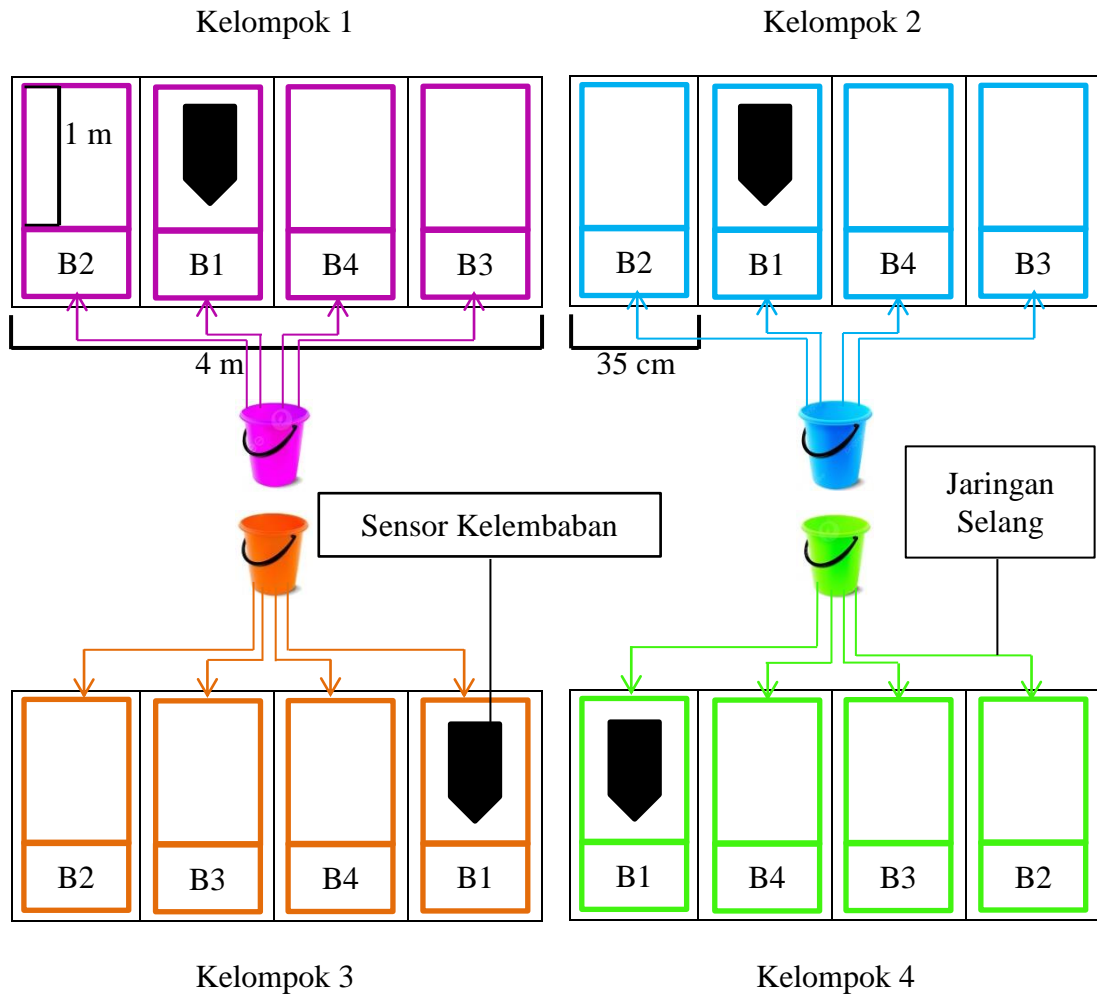 Kelompok 1
Kelompok 2
1 m
B2
B1
B4
B3
B2
B1
B4
B3
4 m
35 cm
Jaringan
Selang
Sensor Kelembaban
B2
B3
B4
B1
B1
B4
B3
B2
Kelompok 3
Kelompok 4